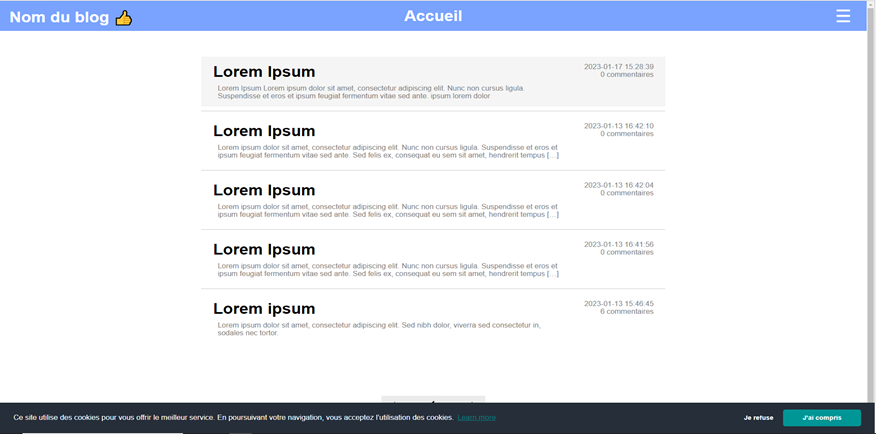 Nom du blog 👍
Accueil
Lorem Ipsum
2023-01-17 15:28:39
0 commentaires
Lorem Ipsum Lorem ipsum dolor sit amet, consectetur adipiscing elit. Nunc non cursus ligula.
Suspendisse et eros et ipsum feugiat fermentum vitae sed ante. ipsum lorem dolor
Lorem Ipsum
2023-01-13 16:42:10
0 commentaires
Lorem ipsum dolor sit amet, consectetur adipiscing elit. Nunc non cursus ligula. Suspendisse et eros et
ipsum feugiat fermentum vitae sed ante. Sed felis ex, consequat eu sem sit amet, hendrerit tempus [...]
Lorem Ipsum
2023-01-13 16:42:04
0 commentaires
Lorem ipsum dolor sit amet, consectetur adipiscing elit. Nunc non cursus ligula. Suspendisse et eros et
ipsum feugiat fermentum vitae sed ante. Sed felis ex, consequat eu sem sit amet, hendrerit tempus [...]
Lorem Ipsum
2023-01-13 16:41:56
0 commentaires
Lorem ipsum dolor sit amet, consectetur adipiscing elit. Nunc non cursus ligula. Suspendisse et eros et
ipsum feugiat fermentum vitae sed ante. Sed felis ex, consequat eu sem sit amet, hendrerit tempus [...]
Lorem ipsum
2023-01-13 15:46:45
6 commentaires
Lorem ipsum dolor sit amet, consectetur adipiscing elit. Sed nibh dolor, viverra sed consectetur in,
sodales nec tortor.
Ce site utilise des cookies pour vous offrir le meilleur service. En poursuivant votre navigation, vous acceptez l'utilisation des cookies. Learn more
Je refuse
J'ai compris